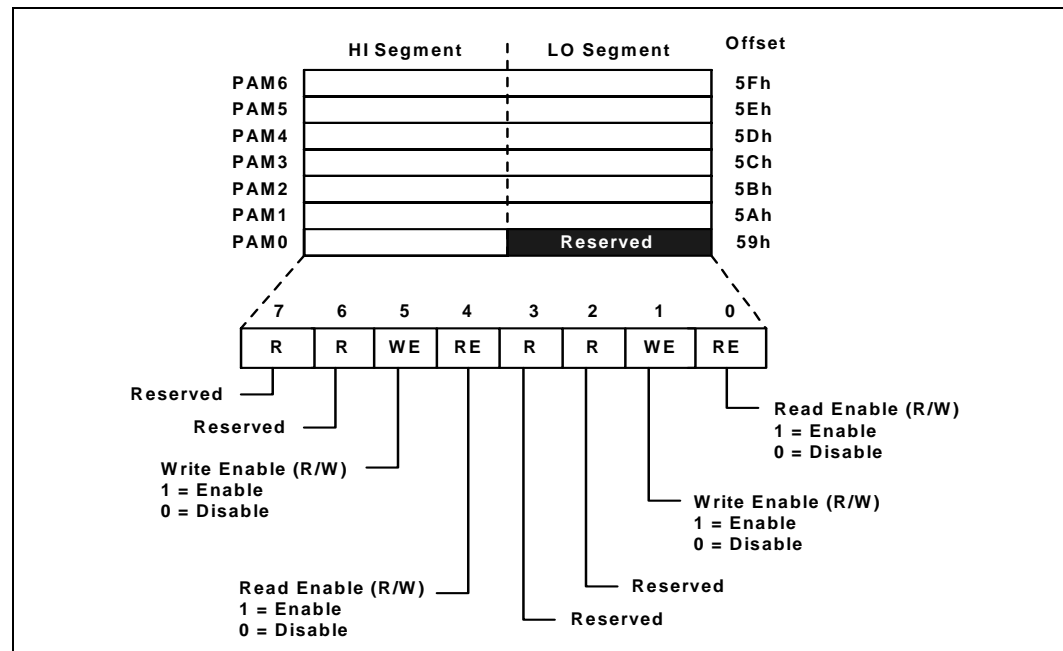 HI Segment LO Segment Offset
PAM6 5Fh
PAM5 5Eh
PAM4 5Dh
PAM3 5Ch
PAM2 5Bh
PAM1 5Ah
PAM0 Reserved 59h
7 6 5 4 3 2 1 0
R R WE RE R R WE RE
Reserved
Reserved
Write Enable (R/W)
1 = Enable
0 = Disable
Read Enable (R/W)
1 = Enable
0 = Disable
Reserved
Reserved
Write Enable (R/W)
1 = Enable
0 = Disable
Read Enable (R/W)
1 = Enable
0 = Disable